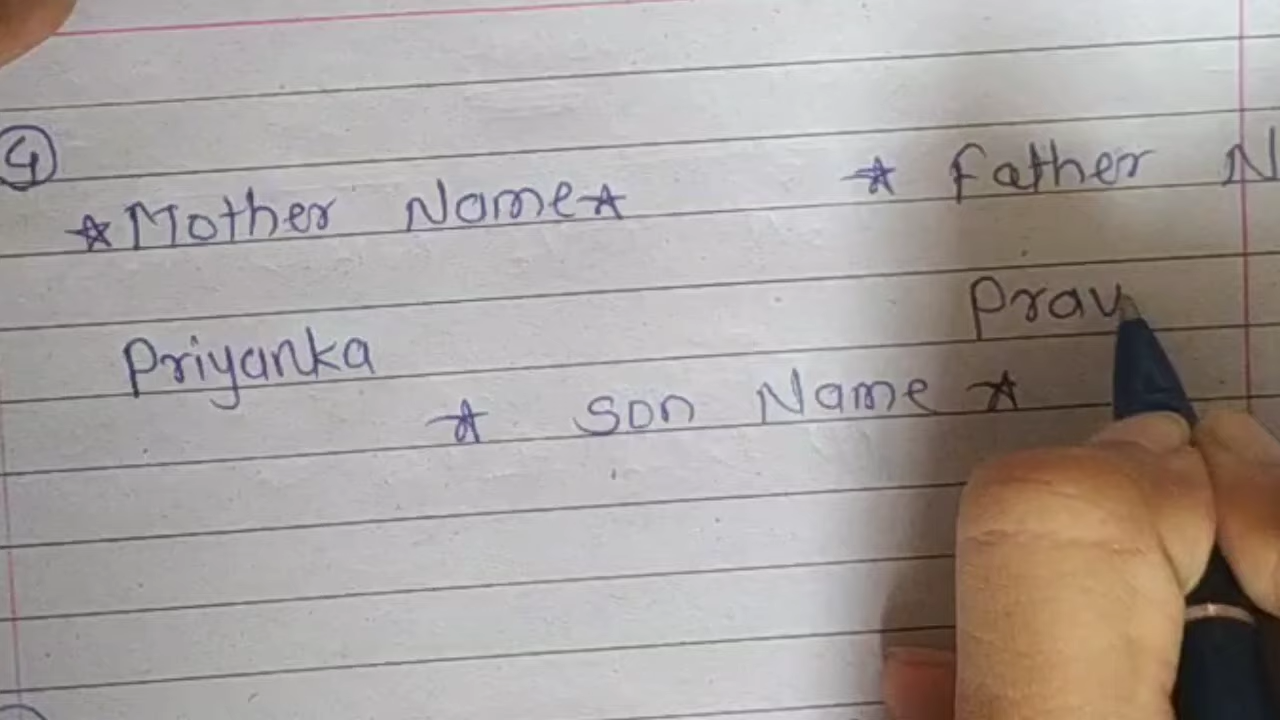 4
☆Mother Name☆ ☆ Father N
Priyanka Prav
☆ Son Name ☆